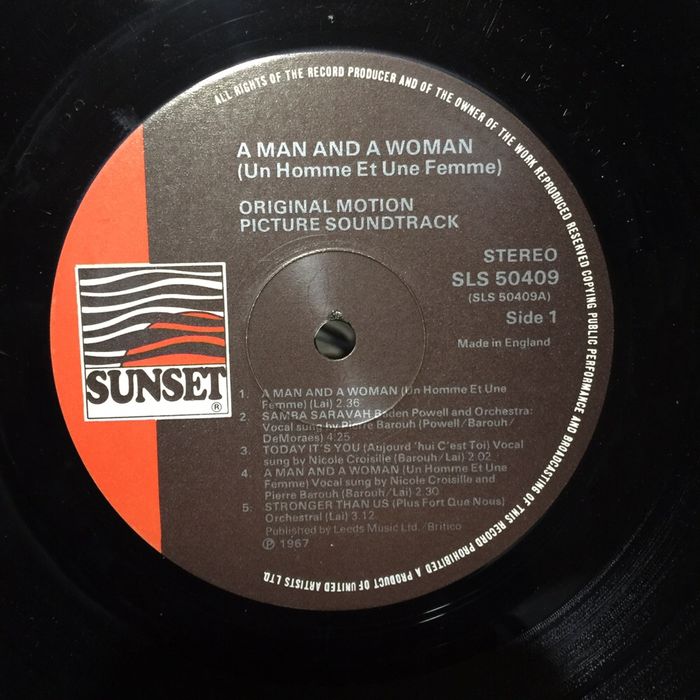 ALL RIGHTS OF THE RECORD PRODUCER AND OF THE OWNER OF THE WORK REPRODUCED RESERVED COPYING PUBLIC PERFORMANCE AND BROADCASTING OF THIS RECORD PROHIBITED A PRODUCT OF UNITED ARTISTS LTD.
A MAN AND A WOMAN
(Un Homme Et Une Femme)
ORIGINAL MOTION
PICTURE SOUNDTRACK
STEREO
SLS 50409
(SLS 50409A)
Side 1
Made in England
SUNSET
®
1. A MAN AND A WOMAN (Un Homme Et Une
Femme) (Lai) 2.36
2. SAMBA SARAVAH Baden Powell and Orchestra:
Vocal sung by Pierre Barouh (Powell/Barouh/
DeMoraes) 4.25
3. TODAY IT'S YOU (Aujourd'hui C'est Toi) Vocal
sung by Nicole Croisille (Barouh/Lai) 2.02
4. A MAN AND A WOMAN (Un Homme Et Une
Femme) Vocal sung by Nicole Croisille and
Pierre Barouh (Barouh/Lai) 2.30
5. STRONGER THAN US (Plus Fort Que Nous)
Orchestral (Lai) 3.12
Published by Leeds Music Ltd./Britico
℗ 1967